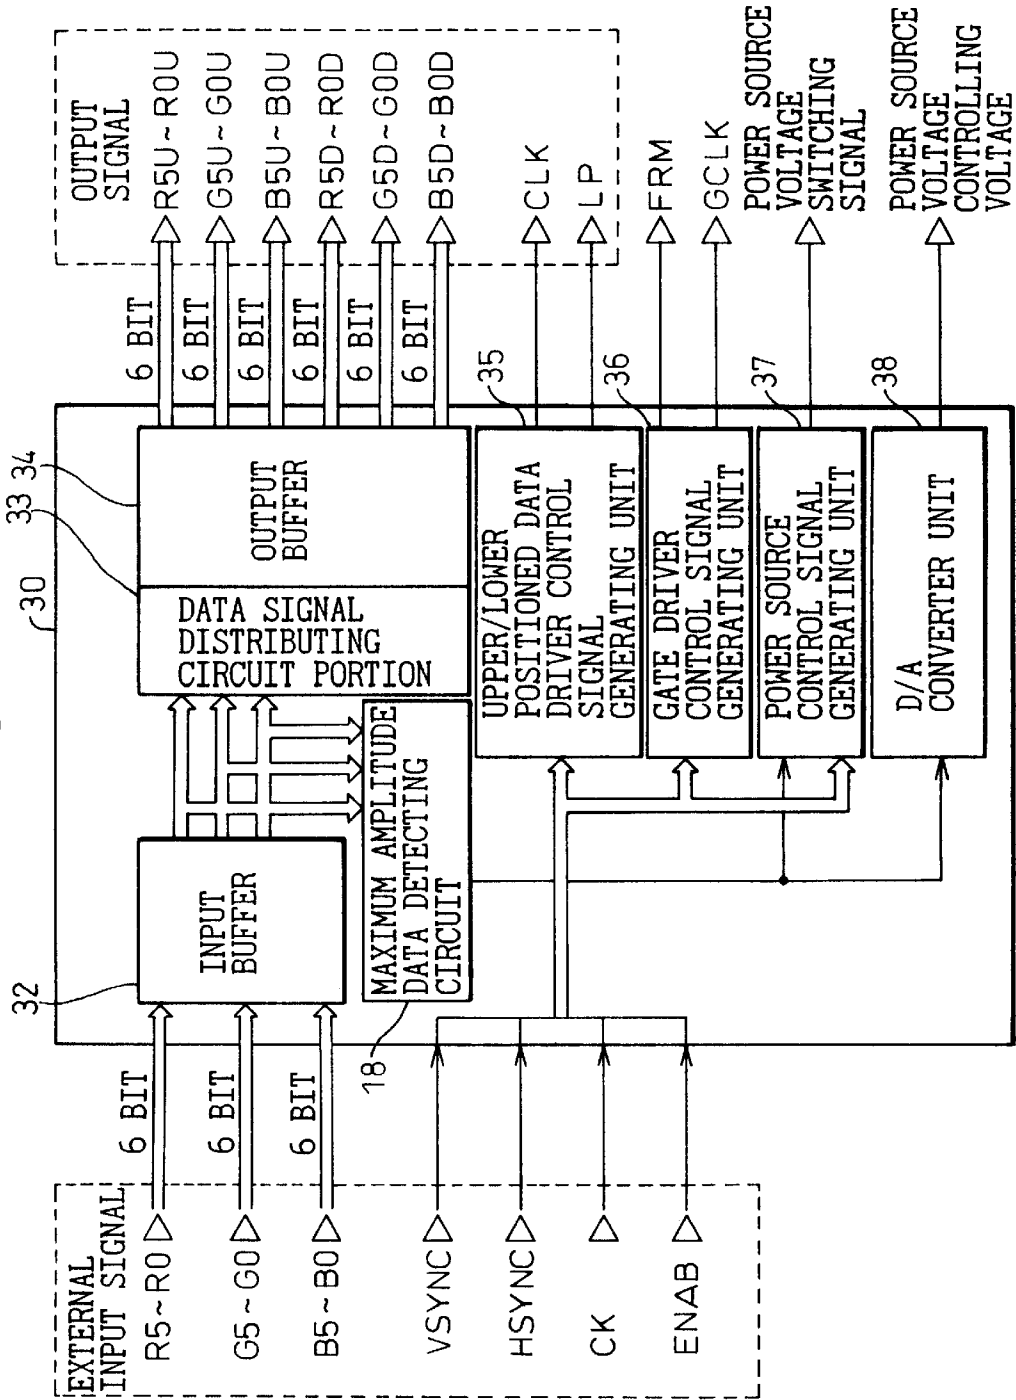 EXTERNAL
INPUT SIGNAL
R5~R0
G5~G0
B5~B0
VSYNC
HSYNC
CK
ENAB
6 BIT
6 BIT
6 BIT
30
32
INPUT
BUFFER
18
MAXIMUM AMPLITUDE
DATA DETECTING
CIRCUIT
33
DATA SIGNAL
DISTRIBUTING
CIRCUIT PORTION
34
OUTPUT
BUFFER
35
UPPER/LOWER
POSITIONED DATA
DRIVER CONTROL
SIGNAL
GENERATING UNIT
36
GATE DRIVER
CONTROL SIGNAL
GENERATING UNIT
37
POWER SOURCE
CONTROL SIGNAL
GENERATING UNIT
38
D/A
CONVERTER UNIT
6 BIT
6 BIT
6 BIT
6 BIT
6 BIT
6 BIT
OUTPUT
SIGNAL
R5U~R0U
G5U~G0U
B5U~B0U
R5D~R0D
G5D~G0D
B5D~B0D
CLK
LP
FRM
GCLK
POWER SOURCE
VOLTAGE
SWITCHING
SIGNAL
POWER SOURCE
VOLTAGE
CONTROLLING
VOLTAGE